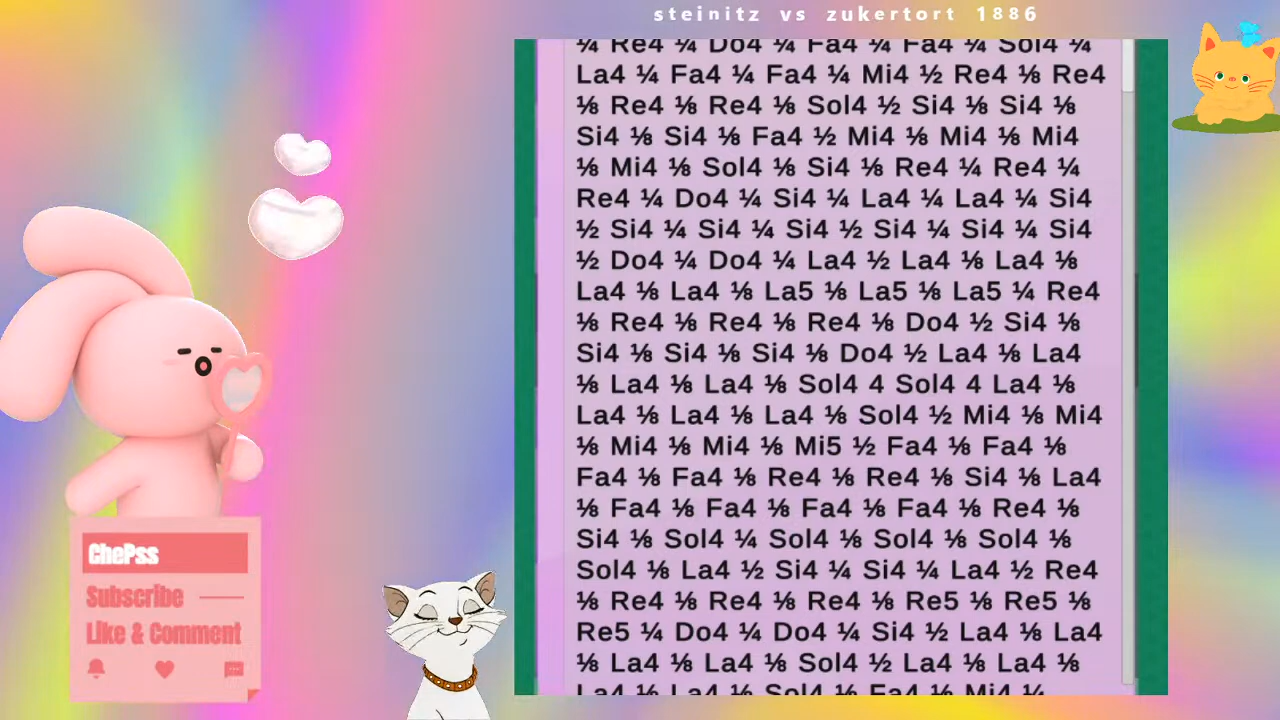 steinitz vs zukertort 1886
¼ Re4 ¼ Do4 ¼ Fa4 ¼ Fa4 ¼ Sol4 ¼
La4 ¼ Fa4 ¼ Fa4 ¼ Mi4 ½ Re4 ⅛ Re4
⅛ Re4 ⅛ Re4 ⅛ Sol4 ½ Si4 ⅛ Si4 ⅛
Si4 ⅛ Si4 ⅛ Fa4 ½ Mi4 ⅛ Mi4 ⅛ Mi4
⅛ Mi4 ⅛ Sol4 ⅛ Si4 ⅛ Re4 ¼ Re4 ¼
Re4 ¼ Do4 ¼ Si4 ¼ La4 ¼ La4 ¼ Si4
½ Si4 ¼ Si4 ¼ Si4 ½ Si4 ¼ Si4 ¼ Si4
½ Do4 ¼ Do4 ¼ La4 ½ La4 ⅛ La4 ⅛
La4 ⅛ La4 ⅛ La5 ⅛ La5 ⅛ La5 ¼ Re4
⅛ Re4 ⅛ Re4 ⅛ Re4 ⅛ Do4 ½ Si4 ⅛
Si4 ⅛ Si4 ⅛ Si4 ⅛ Do4 ½ La4 ⅛ La4
⅛ La4 ⅛ La4 ⅛ Sol4 4 Sol4 4 La4 ⅛
La4 ⅛ La4 ⅛ La4 ⅛ Sol4 ½ Mi4 ⅛ Mi4
⅛ Mi4 ⅛ Mi4 ⅛ Mi5 ½ Fa4 ⅛ Fa4 ⅛
Fa4 ⅛ Fa4 ⅛ Re4 ⅛ Re4 ⅛ Si4 ⅛ La4
⅛ Fa4 ⅛ Fa4 ⅛ Fa4 ⅛ Fa4 ⅛ Re4 ⅛
Si4 ⅛ Sol4 ¼ Sol4 ⅛ Sol4 ⅛ Sol4 ⅛
Sol4 ⅛ La4 ½ Si4 ¼ Si4 ¼ La4 ½ Re4
⅛ Re4 ⅛ Re4 ⅛ Re4 ⅛ Re5 ⅛ Re5 ⅛
Re5 ¼ Do4 ¼ Do4 ¼ Si4 ½ La4 ⅛ La4
⅛ La4 ⅛ La4 ⅛ Sol4 ½ La4 ⅛ La4 ⅛
La4 ⅛ La4 ⅛ Sol4 ⅛ Fa4 ⅛ Mi4 ¼
ChePss
Subscribe
Like & Comment